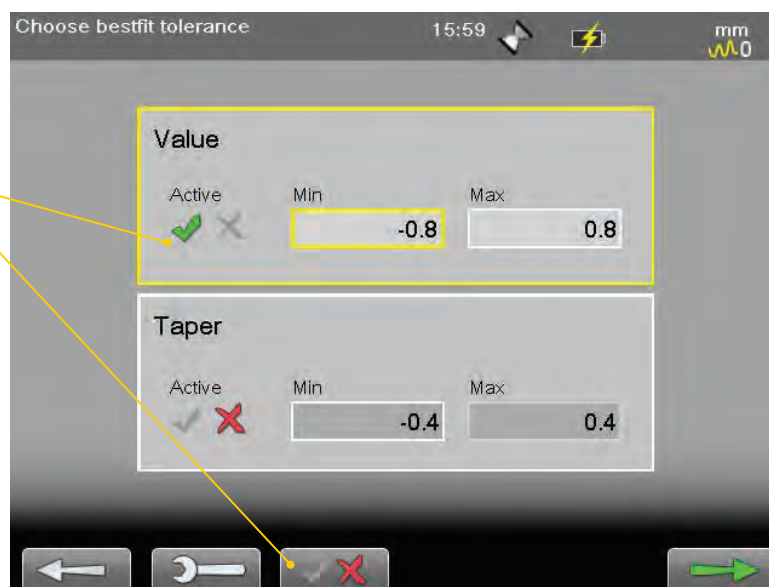 Choose bestfit tolerance 15:59 mm
0
Value
Active Min Max
-0.8 0.8
Taper
Active Min Max
-0.4 0.4